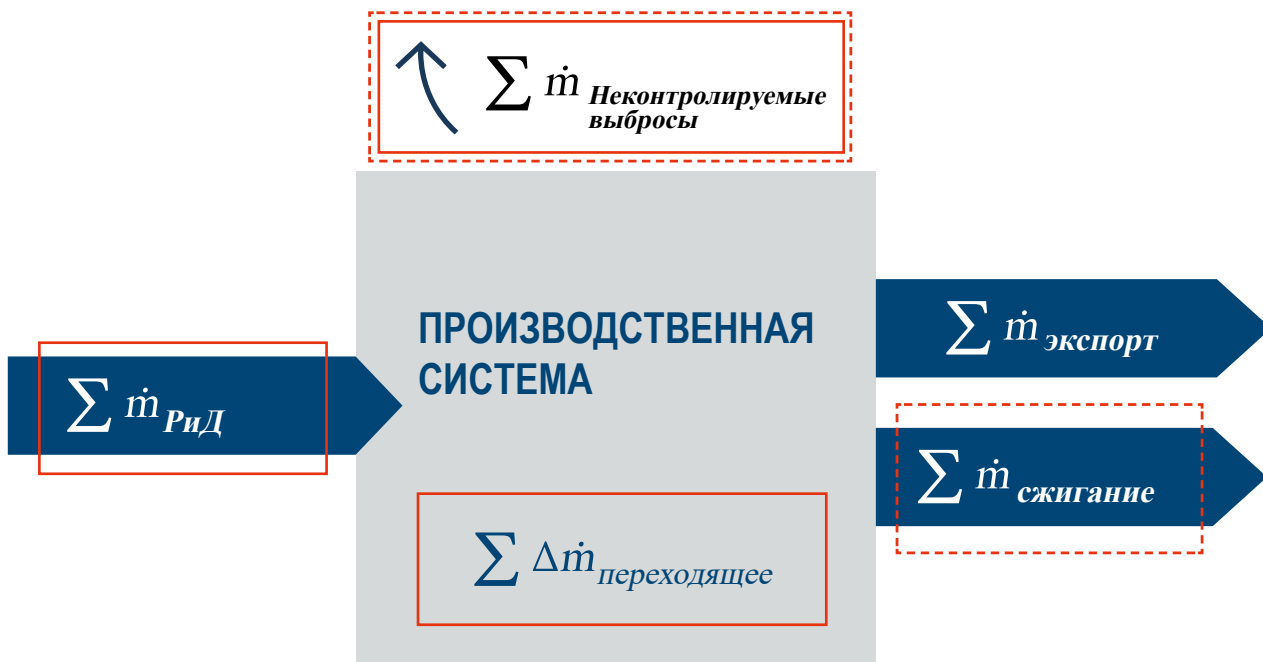 ∑ ṁ Неконтролируемые
выбросы
ПРОИЗВОДСТВЕННАЯ
СИСТЕМА
∑ ṁ экспорт
∑ ṁ РиД
∑ ṁ сжигание
∑ Δṁ переходящее